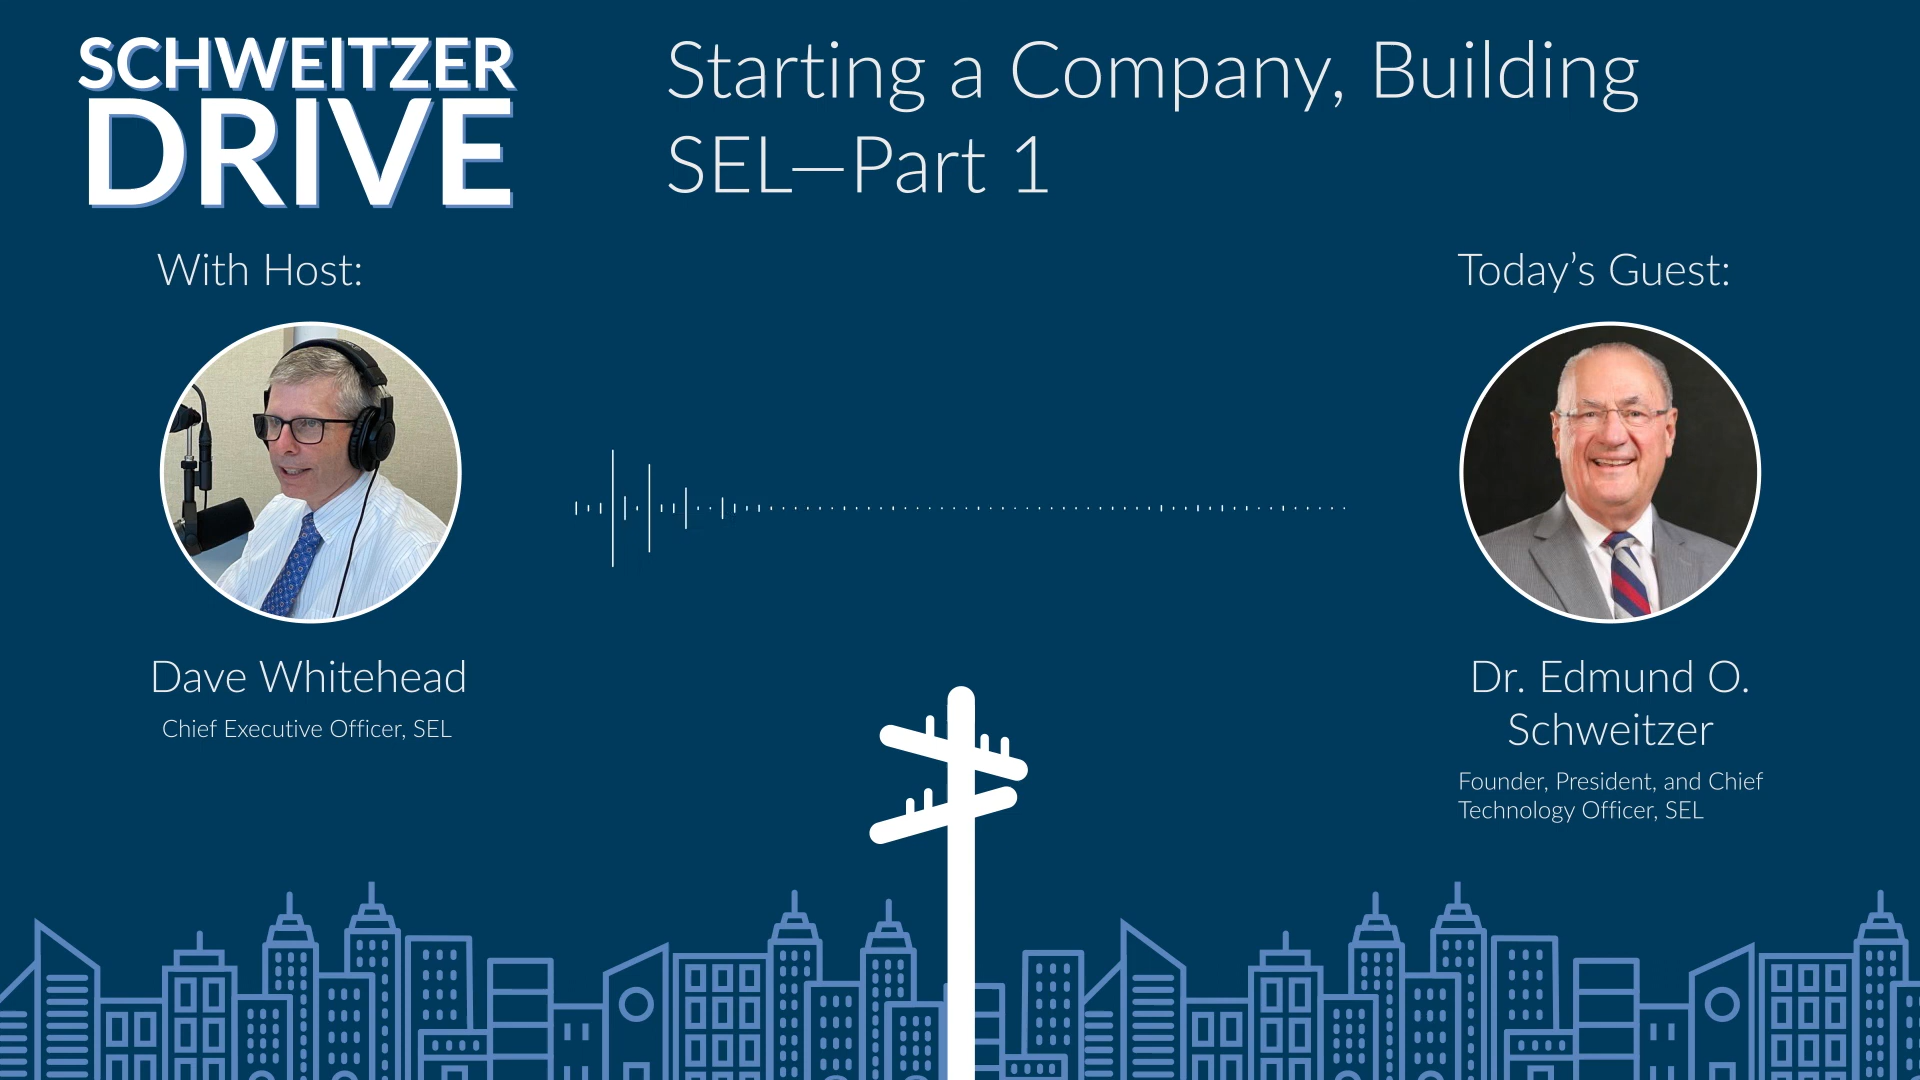 SCHWEITZER
DRIVE
Starting a Company, Building
SEL—Part 1
With Host:
Dave Whitehead
Chief Executive Officer, SEL
Today’s Guest:
Dr. Edmund O.
Schweitzer
Founder, President, and Chief
Technology Officer, SEL